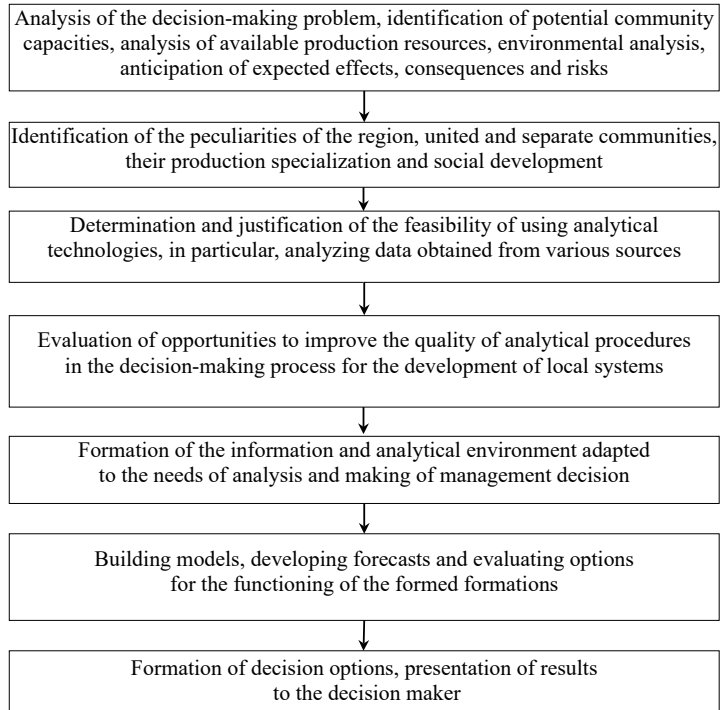 Analysis of the decision-making problem, identification of potential community
capacities, analysis of available production resources, environmental analysis,
anticipation of expected effects, consequences and risks
Identification of the peculiarities of the region, united and separate communities,
their production specialization and social development
Determination and justification of the feasibility of using analytical
technologies, in particular, analyzing data obtained from various sources
Evaluation of opportunities to improve the quality of analytical procedures
in the decision-making process for the development of local systems
Formation of the information and analytical environment adapted
to the needs of analysis and making of management decision
Building models, developing forecasts and evaluating options
for the functioning of the formed formations
Formation of decision options, presentation of results
to the decision maker